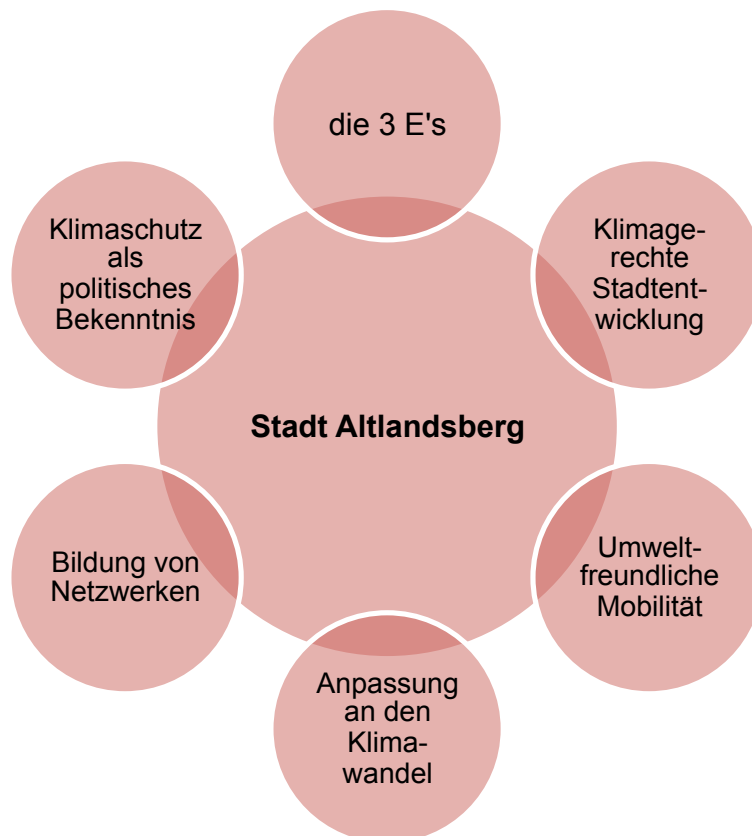 die 3 E's
Klimage-
rechte
Stadtent-
wicklung
Umwelt-
freundliche
Mobilität
Anpassung
an den
Klima-
wandel
Bildung von
Netzwerken
Klimaschutz
als
politisches
Bekenntnis
Stadt Altlandsberg